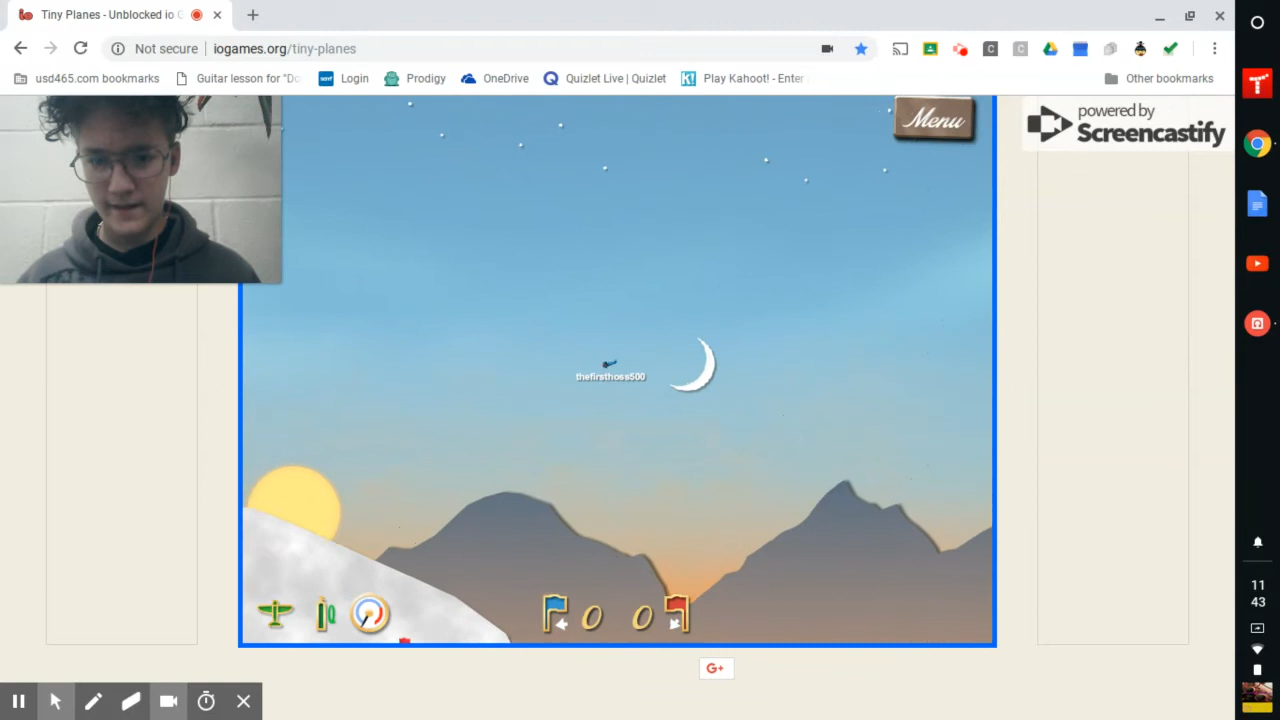 Tiny Planes - Unblocked io G
Not secure | iogames.org/tiny-planes
usd465.com bookmarks
Guitar lesson for "Do
Login
Prodigy
OneDrive
Quizlet Live | Quizlet
Play Kahoot! - Enter
Other bookmarks
Menu
powered by
Screencastify
thefirsthoss500
0
0 0
G+
11
43